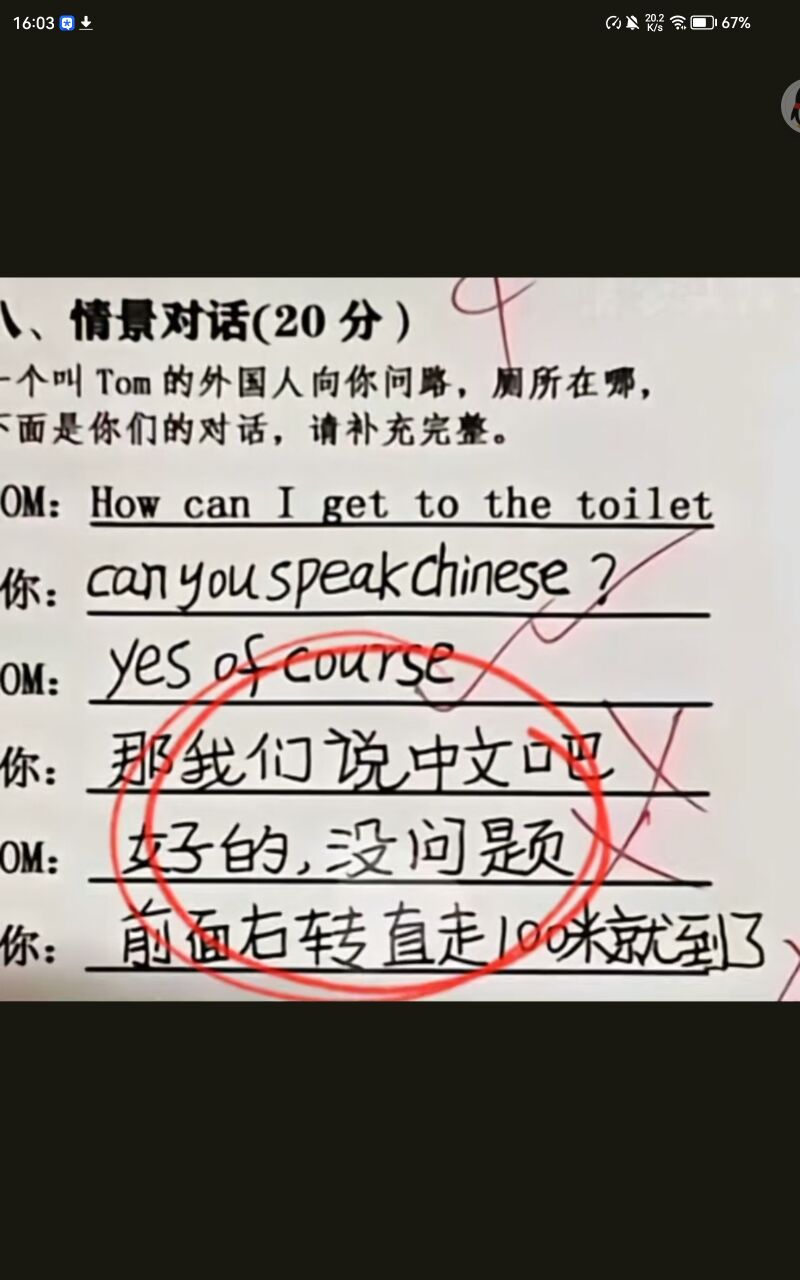 16:03 20.2 K/s 67%
八、情景对话(20 分)
一个叫 Tom 的外国人向你问路，厕所在哪，
下面是你们的对话，请补充完整。
OM: How can I get to the toilet
你: can you speak chinese ?
OM: yes of course
你: 那我们说中文吧
OM: 好的, 没问题
你: 前面右转直走100米就到了